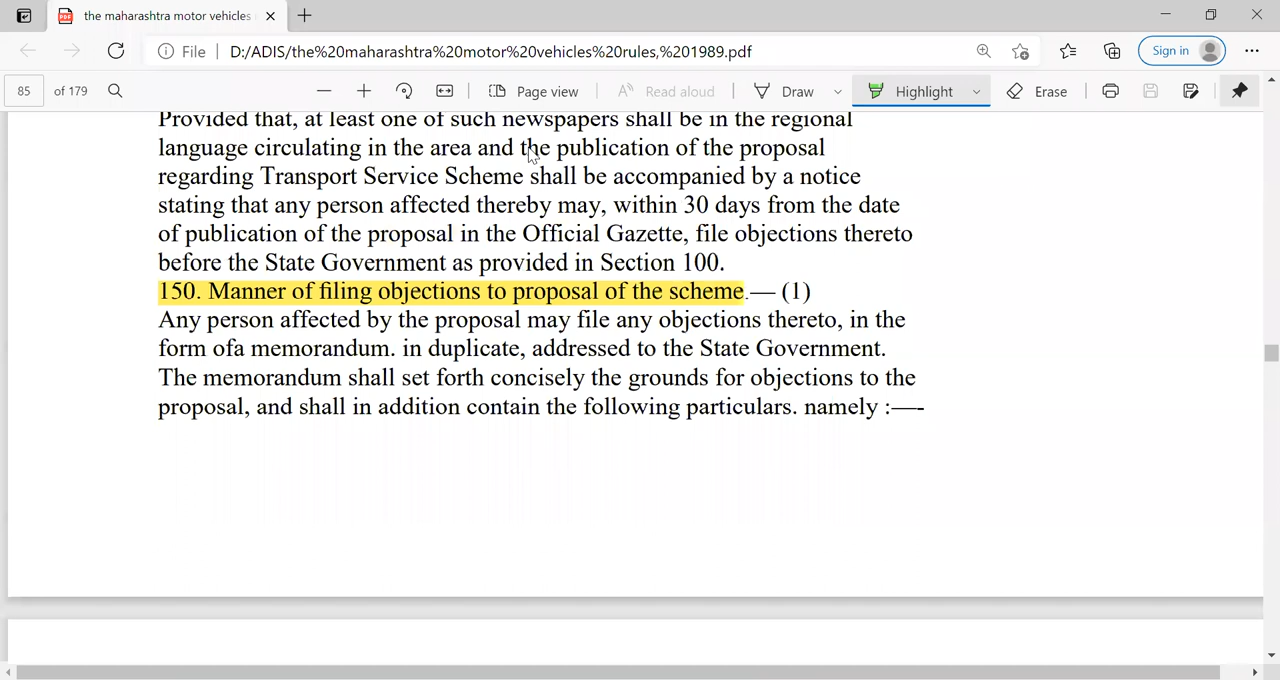 the maharashtra motor vehicles
File D:/ADIS/the%20maharashtra%20motor%20vehicles%20rules,%201989.pdf
Sign in
85 of 179
Page view
Read aloud
Draw
Highlight
Erase
Provided that, at least one of such newspapers shall be in the regional
language circulating in the area and the publication of the proposal
regarding Transport Service Scheme shall be accompanied by a notice
stating that any person affected thereby may, within 30 days from the date
of publication of the proposal in the Official Gazette, file objections thereto
before the State Government as provided in Section 100.
150. Manner of filing objections to proposal of the scheme.— (1)
Any person affected by the proposal may file any objections thereto, in the
form ofa memorandum. in duplicate, addressed to the State Government.
The memorandum shall set forth concisely the grounds for objections to the
proposal, and shall in addition contain the following particulars. namely :—-